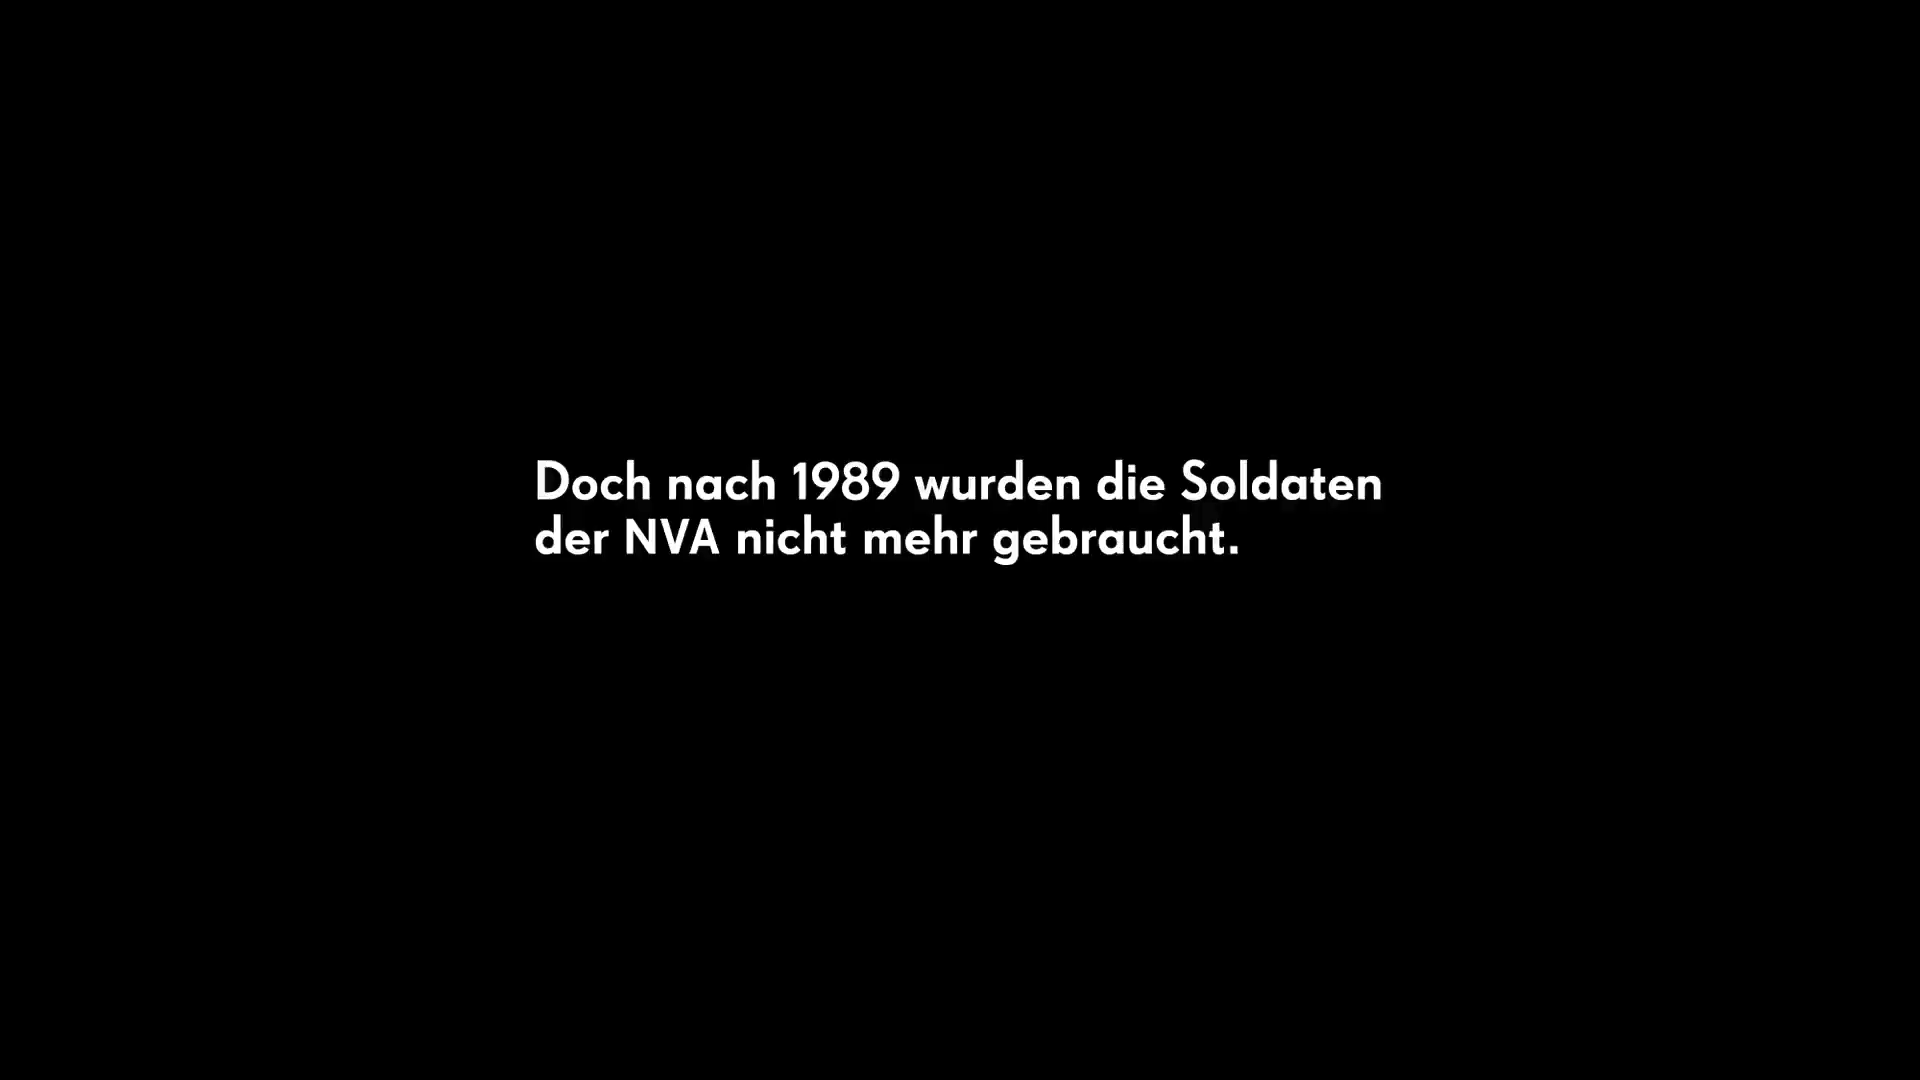 Doch nach 1989 wurden die Soldaten
der NVA nicht mehr gebraucht.